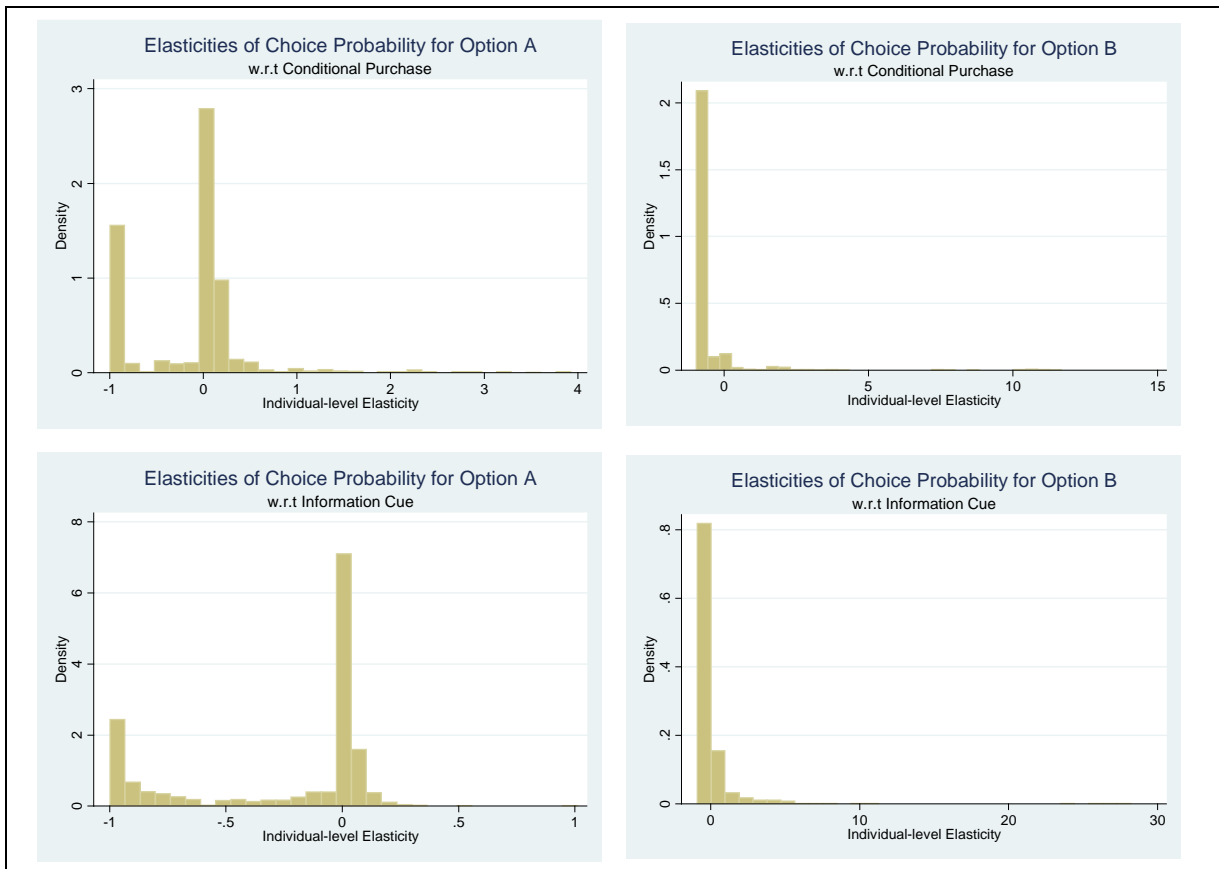 Elasticities of Choice Probability for Option A
w.r.t Conditional Purchase
3
2
1
0
Density
-1 0 1 2 3 4
Individual-level Elasticity
Elasticities of Choice Probability for Option B
w.r.t Conditional Purchase
2
1.5
1
.5
0
Density
0 5 10 15
Individual-level Elasticity
Elasticities of Choice Probability for Option A
w.r.t Information Cue
8
6
4
2
0
Density
-1 -.5 0 .5 1
Individual-level Elasticity
Elasticities of Choice Probability for Option B
w.r.t Information Cue
.8
.6
.4
.2
0
Density
0 10 20 30
Individual-level Elasticity